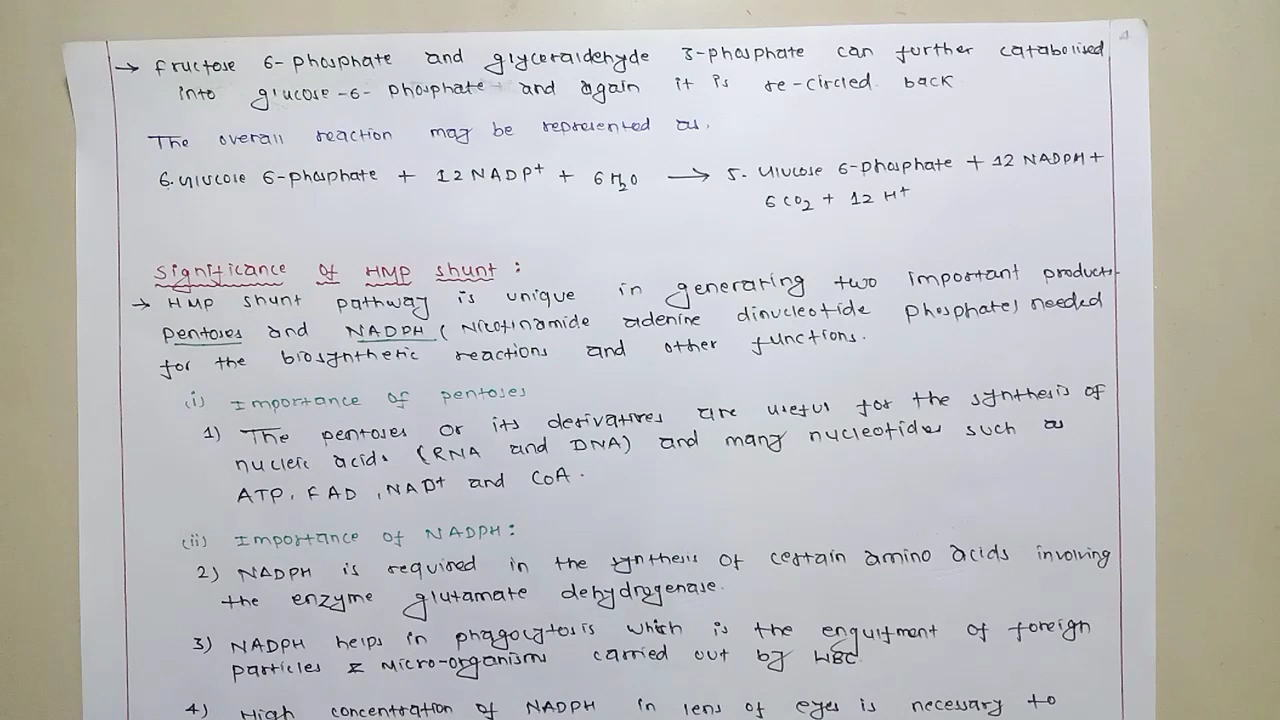 → fructose 6-phosphate and glyceraldehyde 3-phosphate can further catabolised
into glucose-6-phosphate and again it is re-circled back
The overall reaction may be represented as.
6. Glucose 6-phosphate + 12 NADP⁺ + 6H₂O → 5. Glucose 6-phosphate + 12 NADPH +
6CO₂ + 12 H⁺
Significance of HMP shunt :
→ HMP shunt pathway is unique in generating two important products-
pentoses and NADPH (Nicotinamide adenine dinucleotide phosphate) needed
for the biosynthetic reactions and other functions.
(i) Importance of pentoses
1) The pentoses or its derivatives are useful for the synthesis of
nucleic acids (RNA and DNA) and many nucleotides such as
ATP, FAD, NAD⁺ and CoA.
(ii) Importance of NADPH :
2) NADPH is required in the synthesis of certain amino acids involving
the enzyme glutamate dehydrogenase.
3) NADPH helps in phagocytosis which is the engulfment of foreign
particles & Micro-organisms carried out by WBC.
4) High concentration of NADPH in lens of eyes is necessary to